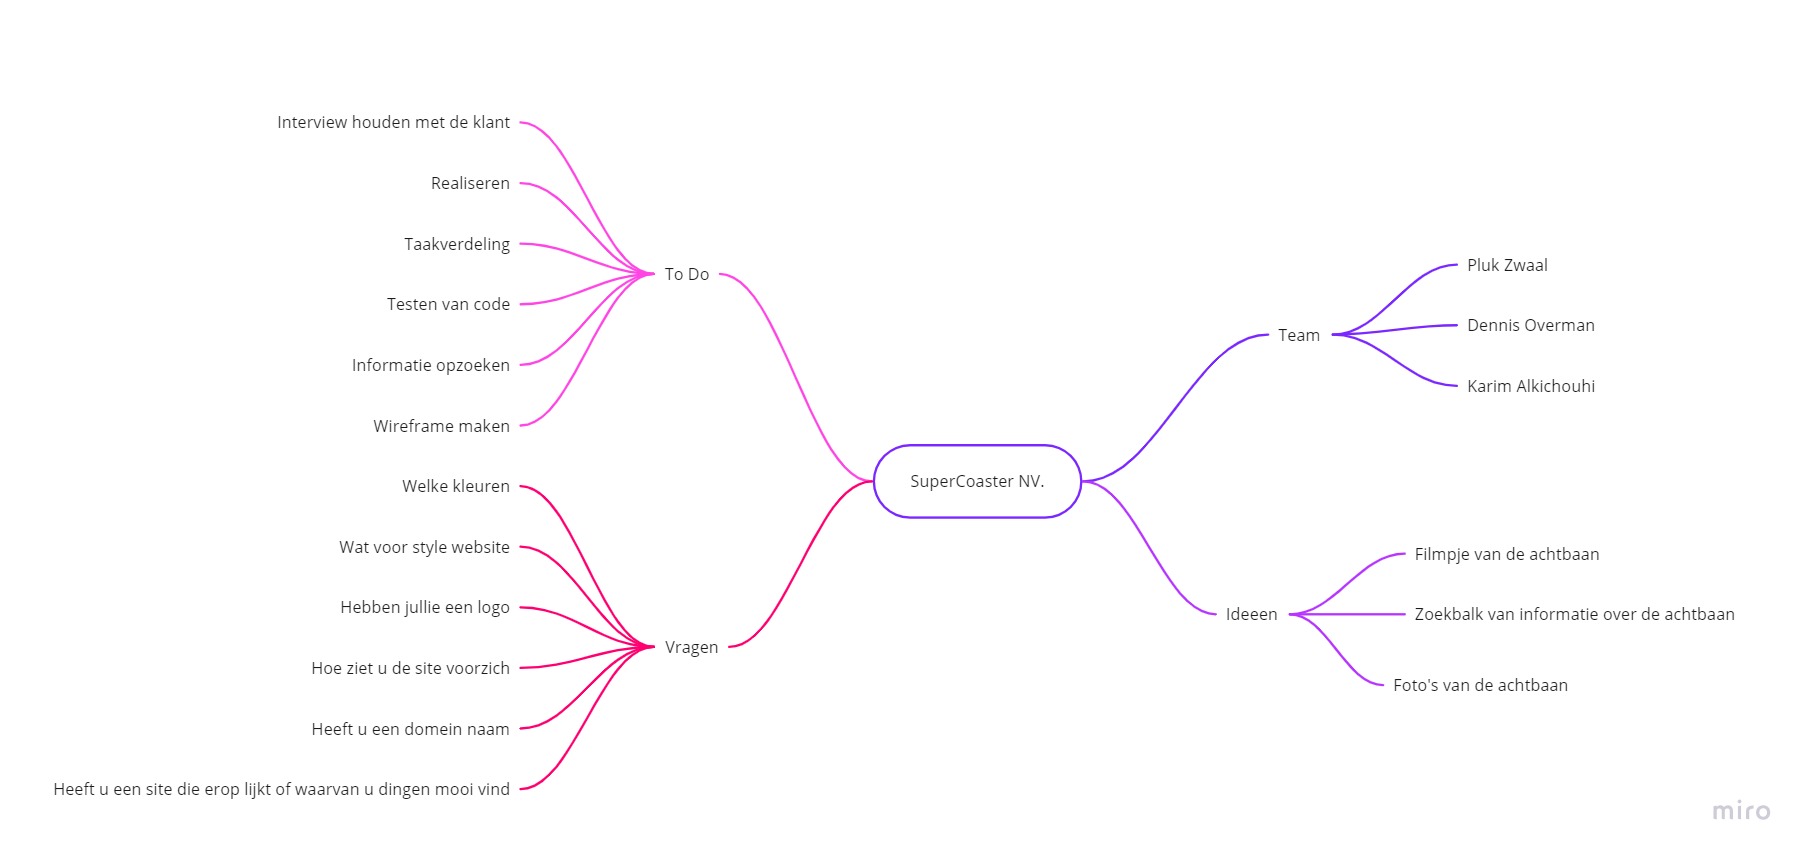 Interview houden met de klant
Realiseren
Taakverdeling
Testen van code
Informatie opzoeken
Wireframe maken
To Do
Welke kleuren
Wat voor style website
Hebben jullie een logo
Hoe ziet u de site voorzich
Heeft u een domein naam
Heeft u een site die erop lijkt of waarvan u dingen mooi vind
Vragen
SuperCoaster NV.
Team
Pluk Zwaal
Dennis Overman
Karim Alkichouhi
Ideeen
Filmpje van de achtbaan
Zoekbalk van informatie over de achtbaan
Foto's van de achtbaan
miro